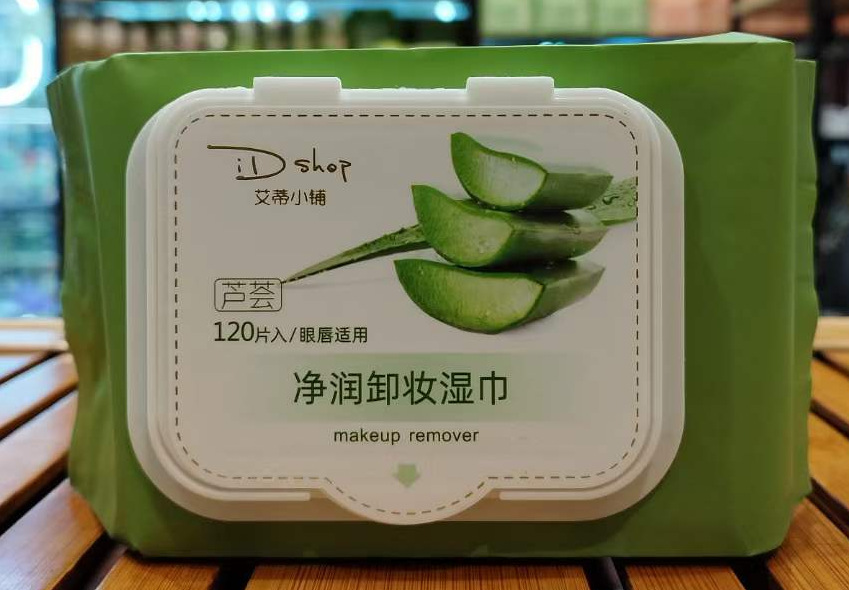 iD shop
艾蒂小铺
芦荟
120片入/眼唇适用
净润卸妆湿巾
makeup remover